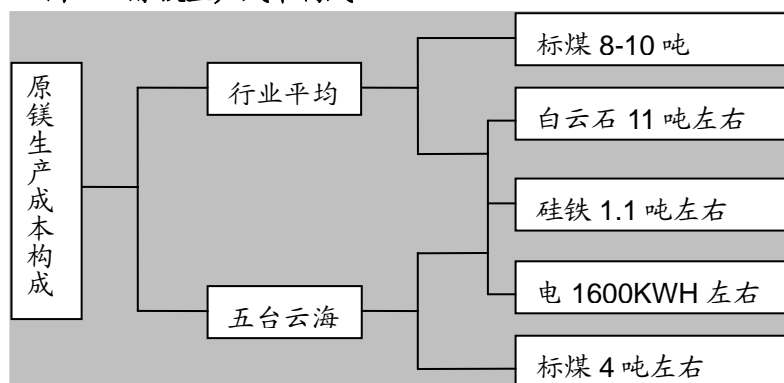 原镁生产成本构成
行业平均
五台云海
标煤 8-10 吨
白云石 11 吨左右
硅铁 1.1 吨左右
电 1600KWH 左右
标煤 4 吨左右